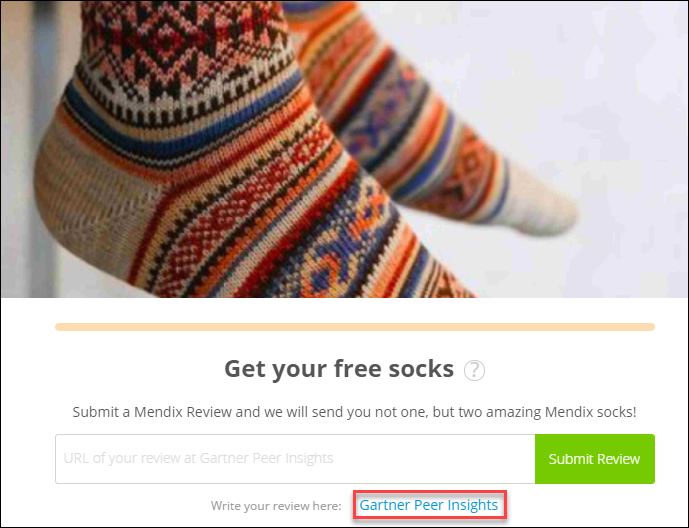 Get your free socks ?
Submit a Mendix Review and we will send you not one, but two amazing Mendix socks!
URL of your review at Gartner Peer Insights
Submit Review
Write your review here: Gartner Peer Insights